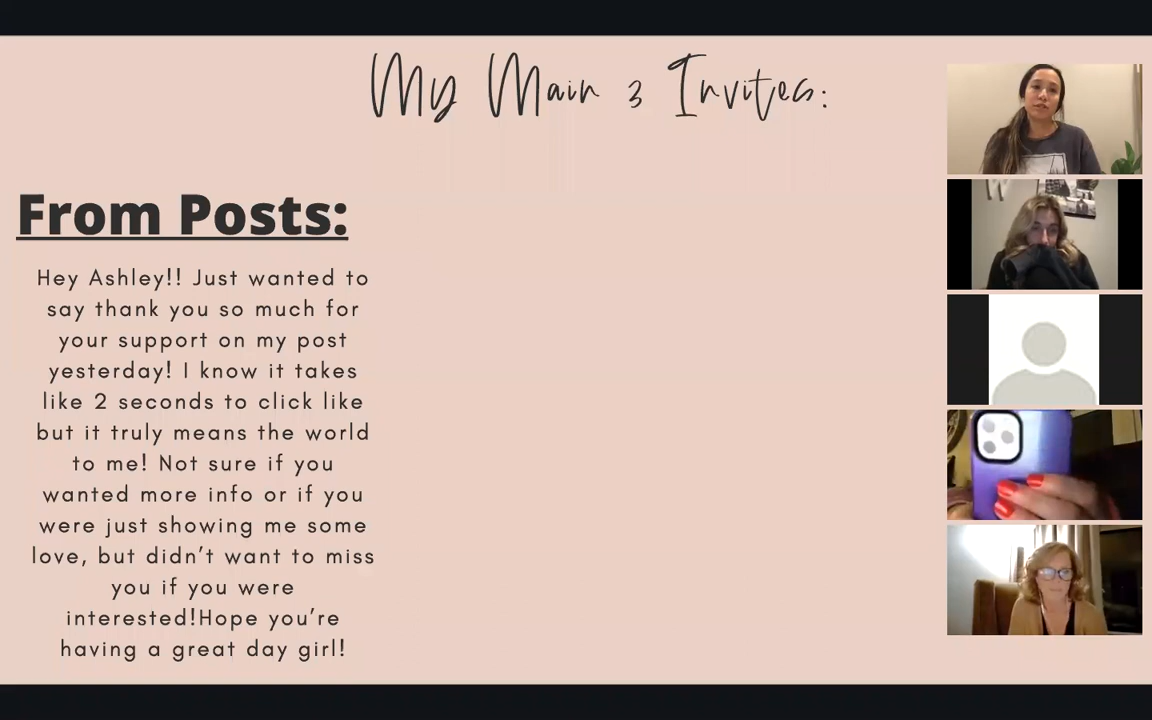 My Main 3 Invites:
From Posts:
Hey Ashley!! Just wanted to
say thank you so much for
your support on my post
yesterday! I know it takes
like 2 seconds to click like
but it truly means the world
to me! Not sure if you
wanted more info or if you
were just showing me some
love, but didn't want to miss
you if you were
interested!Hope you're
having a great day girl!